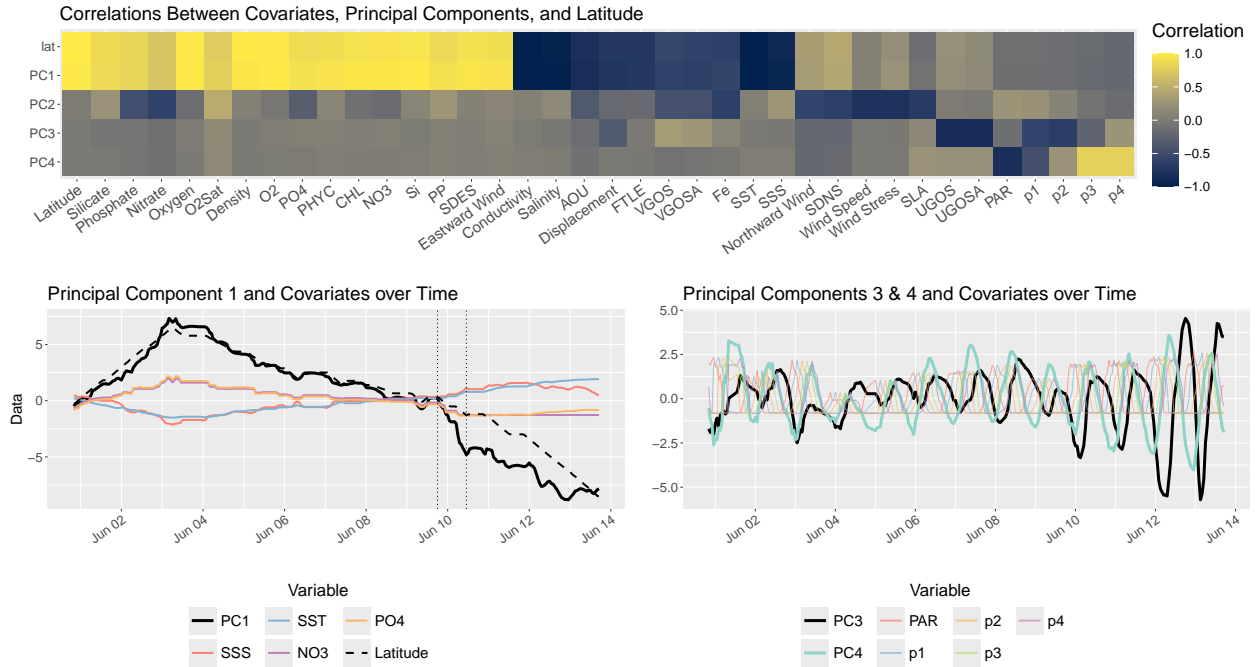 Correlations Between Covariates, Principal Components, and Latitude
lat
PC1
PC2
PC3
PC4
Latitude
Silicate
Phosphate
Nitrate
Oxygen
O2Sat
Density
O2
PO4
PHYC
CHL
NO3
Si
PP
SDES
Eastward Wind
Conductivity
Salinity
AOU
Displacement
FTLE
VGOS
VGOSA
Fe
SST
SSS
Northward Wind
SDNS
Wind Speed
Wind Stress
SLA
UGOS
UGOSA
PAR
p1
p2
p3
p4
Correlation
1.0
0.5
0.0
−0.5
−1.0
Principal Component 1 and Covariates over Time
Data
5
0
−5
Jun 02
Jun 04
Jun 06
Jun 08
Jun 10
Jun 12
Jun 14
Variable
PC1
SST
PO4
SSS
NO3
Latitude
Principal Components 3 & 4 and Covariates over Time
5.0
2.5
0.0
−2.5
−5.0
Jun 02
Jun 04
Jun 06
Jun 08
Jun 10
Jun 12
Jun 14
Variable
PC3
PAR
p2
p4
PC4
p1
p3